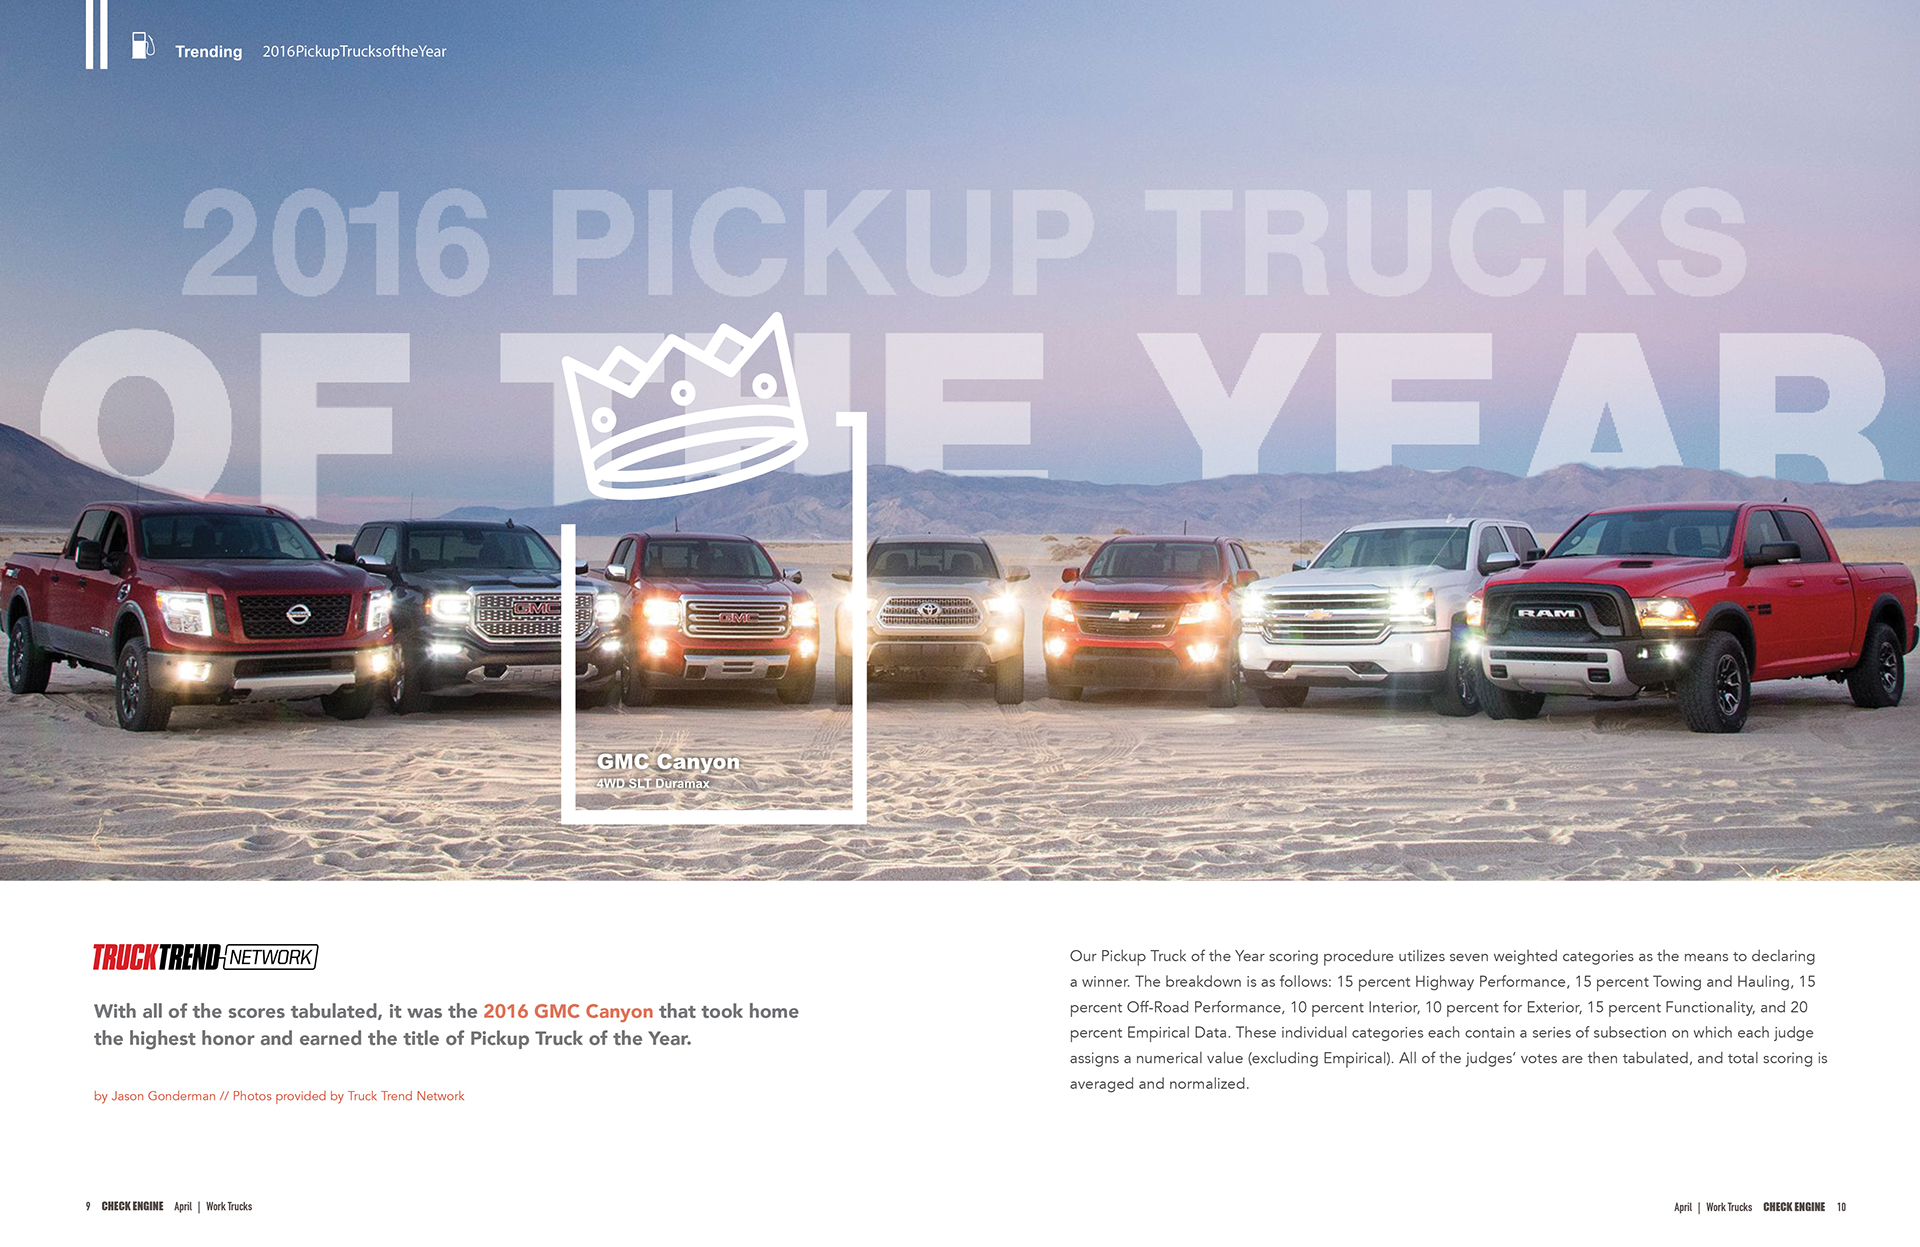 Trending 2016PickupTrucksoftheYear
2016 PICKUP TRUCKS
OF THE YEAR
GMC
GMC
RAM
GMC Canyon
4WD SLT Duramax
TRUCKTREND NETWORK
With all of the scores tabulated, it was the 2016 GMC Canyon that took home
the highest honor and earned the title of Pickup Truck of the Year.
by Jason Gonderman // Photos provided by Truck Trend Network
Our Pickup Truck of the Year scoring procedure utilizes seven weighted categories as the means to declaring
a winner. The breakdown is as follows: 15 percent Highway Performance, 15 percent Towing and Hauling, 15
percent Off-Road Performance, 10 percent Interior, 10 percent for Exterior, 15 percent Functionality, and 20
percent Empirical Data. These individual categories each contain a series of subsection on which each judge
assigns a numerical value (excluding Empirical). All of the judges’ votes are then tabulated, and total scoring is
averaged and normalized.
9 CHECK ENGINE April | Work Trucks
April | Work Trucks CHECK ENGINE 10